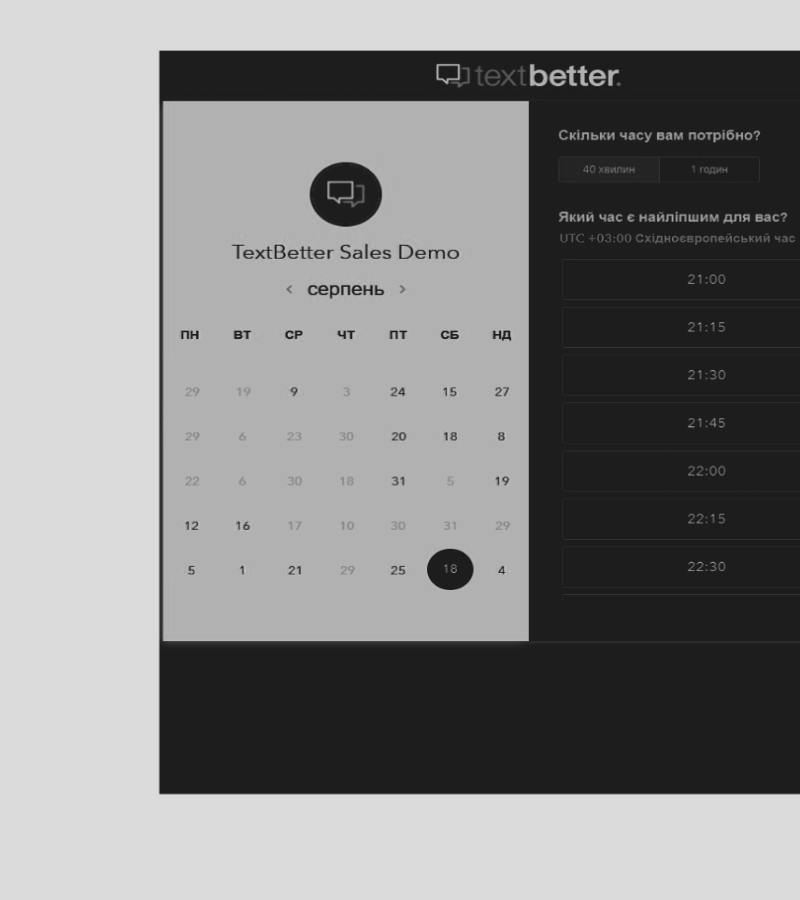 textbetter.
TextBetter Sales Demo
‹ серпень ›
ПН ВТ СР ЧТ ПТ СБ НД
29 19 9 3 24 15 27
29 6 23 30 20 18 8
22 6 30 18 31 5 19
12 16 17 10 30 31 29
5 1 21 29 25 18 4
Скільки часу вам потрібно?
40 хвилин 1 годин
Який час є найліпшим для вас?
UTC +03:00 Східноєвропейський час
21:00
21:15
21:30
21:45
22:00
22:15
22:30